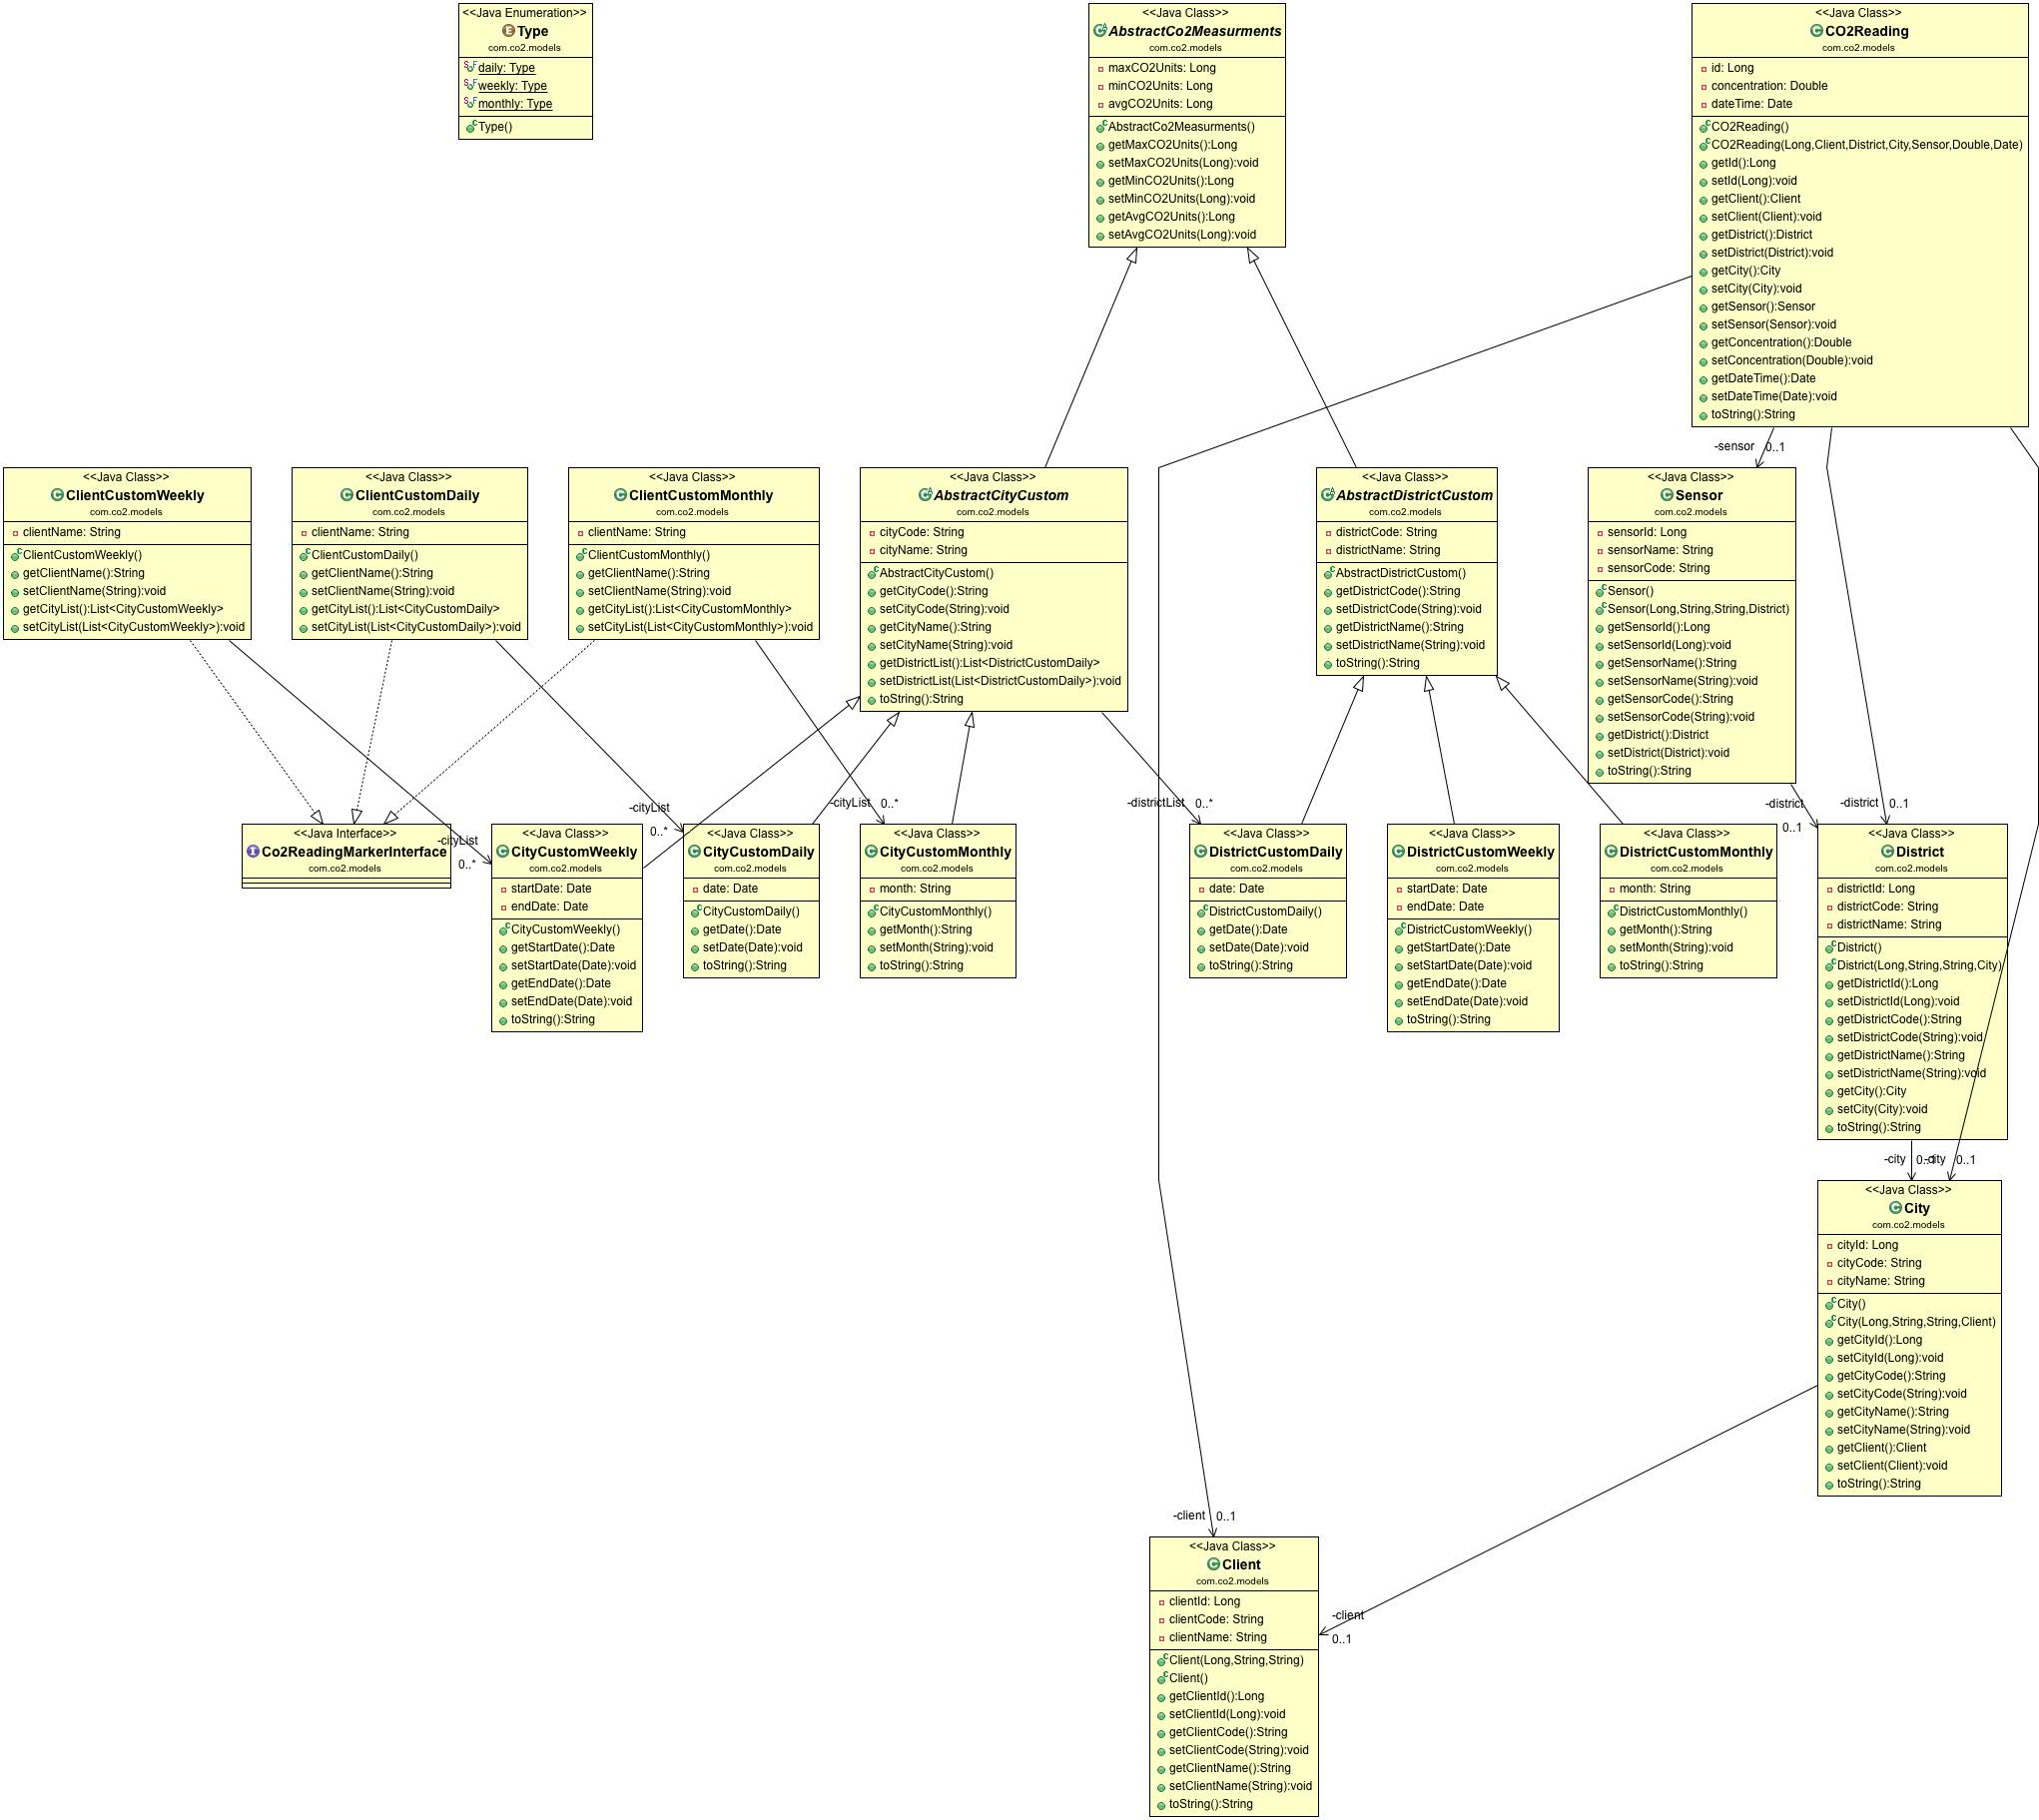 <<Java Enumeration>>
Type
com.co2.models
daily: Type
weekly: Type
monthly: Type
Type()
<<Java Class>>
AbstractCo2Measurments
com.co2.models
maxCO2Units: Long
minCO2Units: Long
avgCO2Units: Long
AbstractCo2Measurments()
getMaxCO2Units():Long
setMaxCO2Units(Long):void
getMinCO2Units():Long
setMinCO2Units(Long):void
getAvgCO2Units():Long
setAvgCO2Units(Long):void
<<Java Class>>
CO2Reading
com.co2.models
id: Long
concentration: Double
dateTime: Date
CO2Reading()
CO2Reading(Long,Client,District,City,Sensor,Double,Date)
getId():Long
setId(Long):void
getClient():Client
setClient(Client):void
getDistrict():District
setDistrict(District):void
getCity():City
setCity(City):void
getSensor():Sensor
setSensor(Sensor):void
getConcentration():Double
setConcentration(Double):void
getDateTime():Date
setDateTime(Date):void
toString():String
-sensor 0..1
<<Java Class>>
ClientCustomWeekly
com.co2.models
clientName: String
ClientCustomWeekly()
getClientName():String
setClientName(String):void
getCityList():List<CityCustomWeekly>
setCityList(List<CityCustomWeekly>):void
<<Java Class>>
ClientCustomDaily
com.co2.models
clientName: String
ClientCustomDaily()
getClientName():String
setClientName(String):void
getCityList():List<CityCustomDaily>
setCityList(List<CityCustomDaily>):void
<<Java Class>>
ClientCustomMonthly
com.co2.models
clientName: String
ClientCustomMonthly()
getClientName():String
setClientName(String):void
getCityList():List<CityCustomMonthly>
setCityList(List<CityCustomMonthly>):void
<<Java Class>>
AbstractCityCustom
com.co2.models
cityCode: String
cityName: String
AbstractCityCustom()
getCityCode():String
setCityCode(String):void
getCityName():String
setCityName(String):void
getDistrictList():List<DistrictCustomDaily>
setDistrictList(List<DistrictCustomDaily>):void
toString():String
<<Java Class>>
AbstractDistrictCustom
com.co2.models
districtCode: String
districtName: String
AbstractDistrictCustom()
getDistrictCode():String
setDistrictCode(String):void
getDistrictName():String
setDistrictName(String):void
toString():String
<<Java Class>>
Sensor
com.co2.models
sensorId: Long
sensorName: String
sensorCode: String
Sensor()
Sensor(Long,String,String,District)
getSensorId():Long
setSensorId(Long):void
getSensorName():String
setSensorName(String):void
getSensorCode():String
setSensorCode(String):void
getDistrict():District
setDistrict(District):void
toString():String
-cityList
0..*
-cityList
0..*
-cityList 0..*
-districtList 0..*
-district
0..1
-district 0..1
<<Java Interface>>
Co2ReadingMarkerInterface
com.co2.models
<<Java Class>>
CityCustomWeekly
com.co2.models
startDate: Date
endDate: Date
CityCustomWeekly()
getStartDate():Date
setStartDate(Date):void
getEndDate():Date
setEndDate(Date):void
toString():String
<<Java Class>>
CityCustomDaily
com.co2.models
date: Date
CityCustomDaily()
getDate():Date
setDate(Date):void
toString():String
<<Java Class>>
CityCustomMonthly
com.co2.models
month: String
CityCustomMonthly()
getMonth():String
setMonth(String):void
toString():String
<<Java Class>>
DistrictCustomDaily
com.co2.models
date: Date
DistrictCustomDaily()
getDate():Date
setDate(Date):void
toString():String
<<Java Class>>
DistrictCustomWeekly
com.co2.models
startDate: Date
endDate: Date
DistrictCustomWeekly()
getStartDate():Date
setStartDate(Date):void
getEndDate():Date
setEndDate(Date):void
toString():String
<<Java Class>>
DistrictCustomMonthly
com.co2.models
month: String
DistrictCustomMonthly()
getMonth():String
setMonth(String):void
toString():String
<<Java Class>>
District
com.co2.models
districtId: Long
districtCode: String
districtName: String
District()
District(Long,String,String,City)
getDistrictId():Long
setDistrictId(Long):void
getDistrictCode():String
setDistrictCode(String):void
getDistrictName():String
setDistrictName(String):void
getCity():City
setCity(City):void
toString():String
-city 0..1
-city 0..1
<<Java Class>>
City
com.co2.models
cityId: Long
cityCode: String
cityName: String
City()
City(Long,String,String,Client)
getCityId():Long
setCityId(Long):void
getCityCode():String
setCityCode(String):void
getCityName():String
setCityName(String):void
getClient():Client
setClient(Client):void
toString():String
-client 0..1
-client
0..1
<<Java Class>>
Client
com.co2.models
clientId: Long
clientCode: String
clientName: String
Client(Long,String,String)
Client()
getClientId():Long
setClientId(Long):void
getClientCode():String
setClientCode(String):void
getClientName():String
setClientName(String):void
toString():String